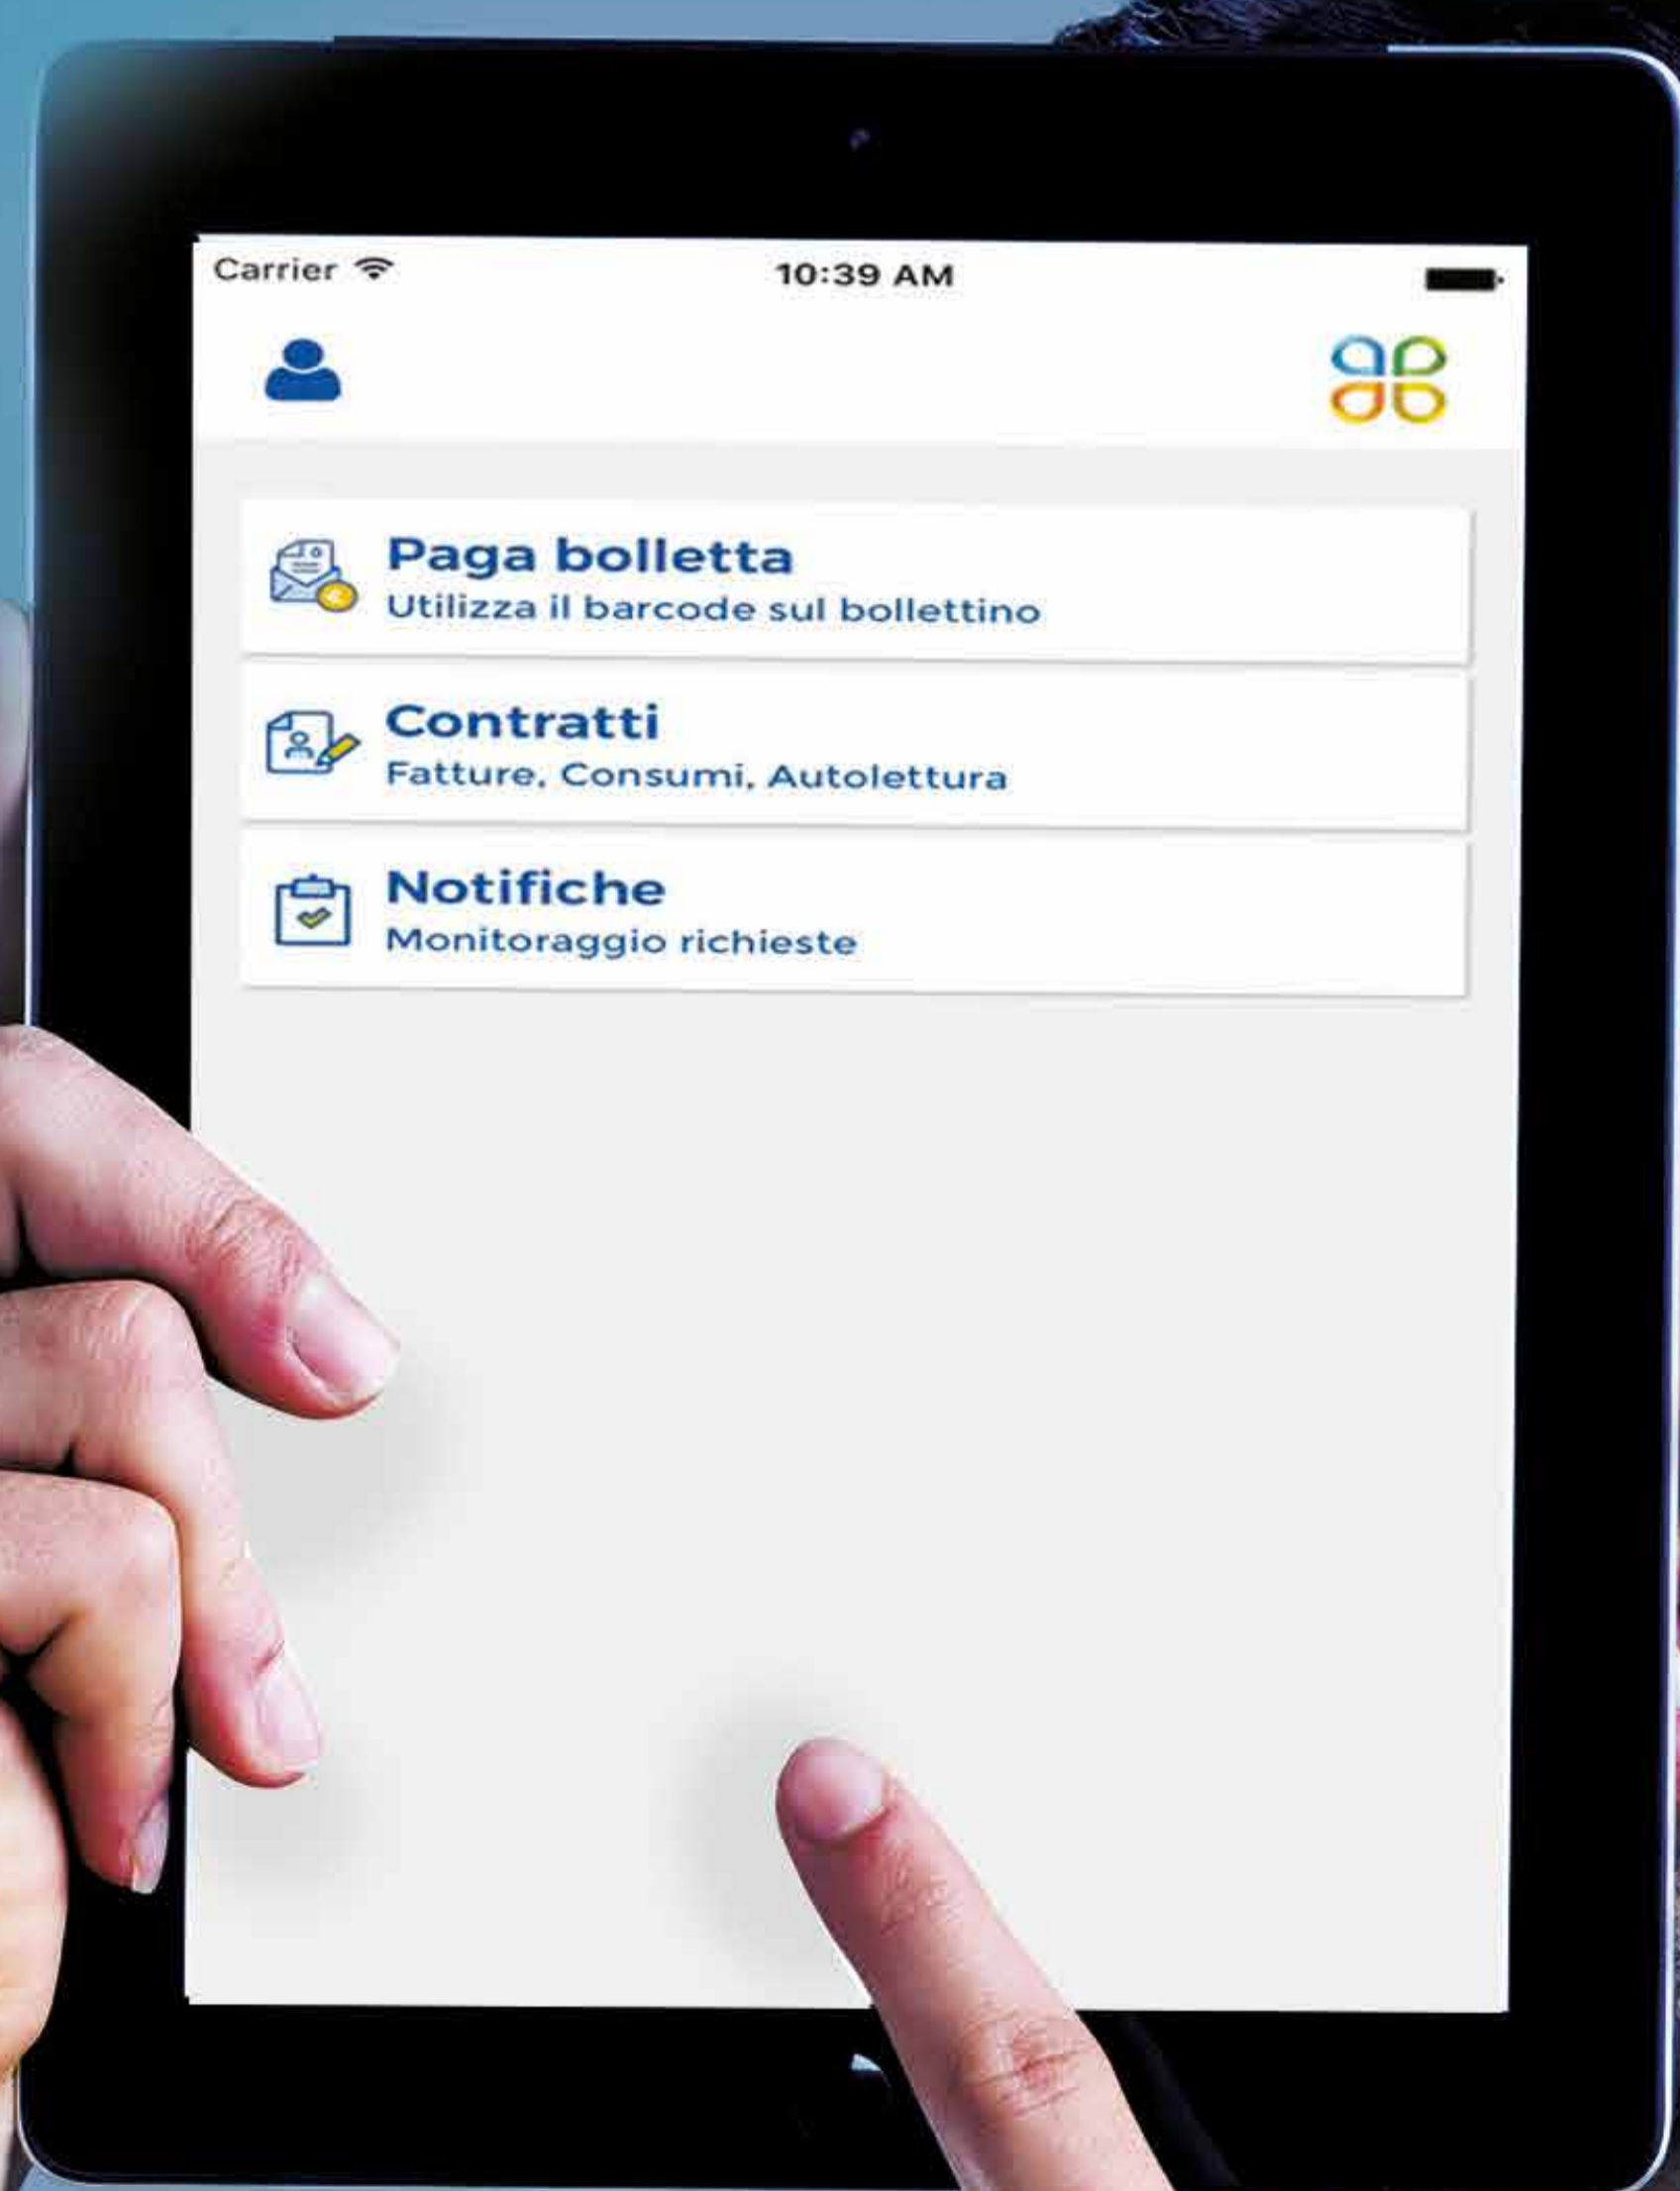 Carrier
10:39 AM
Paga bolletta
Utilizza il barcode sul bollettino
Contratti
Fatture, Consumi, Autolettura
Notifiche
Monitoraggio richieste